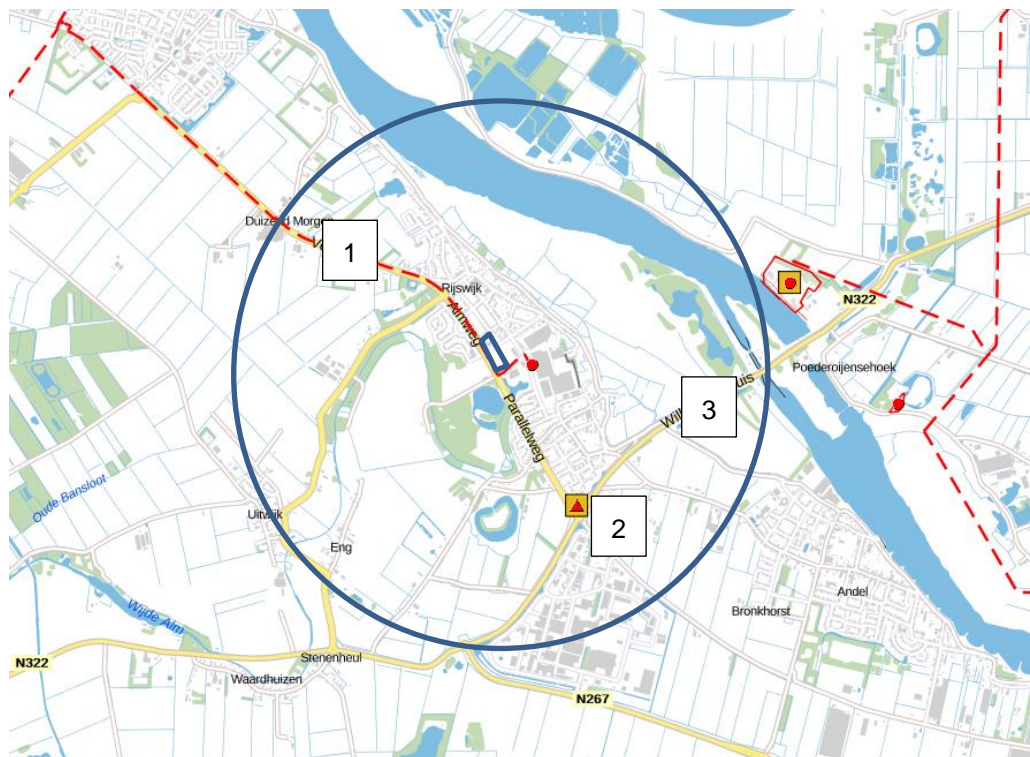 Duizend Morgen
1
Rijswijk
Almweg
N322
Poederoijensehoek
3
Parallelweg
Oude Bansloot
Uitwijk
2
Eng
Andel
Wijde Alm
Bronkhorst
Stenenheul
N322
Waardhuizen
N267